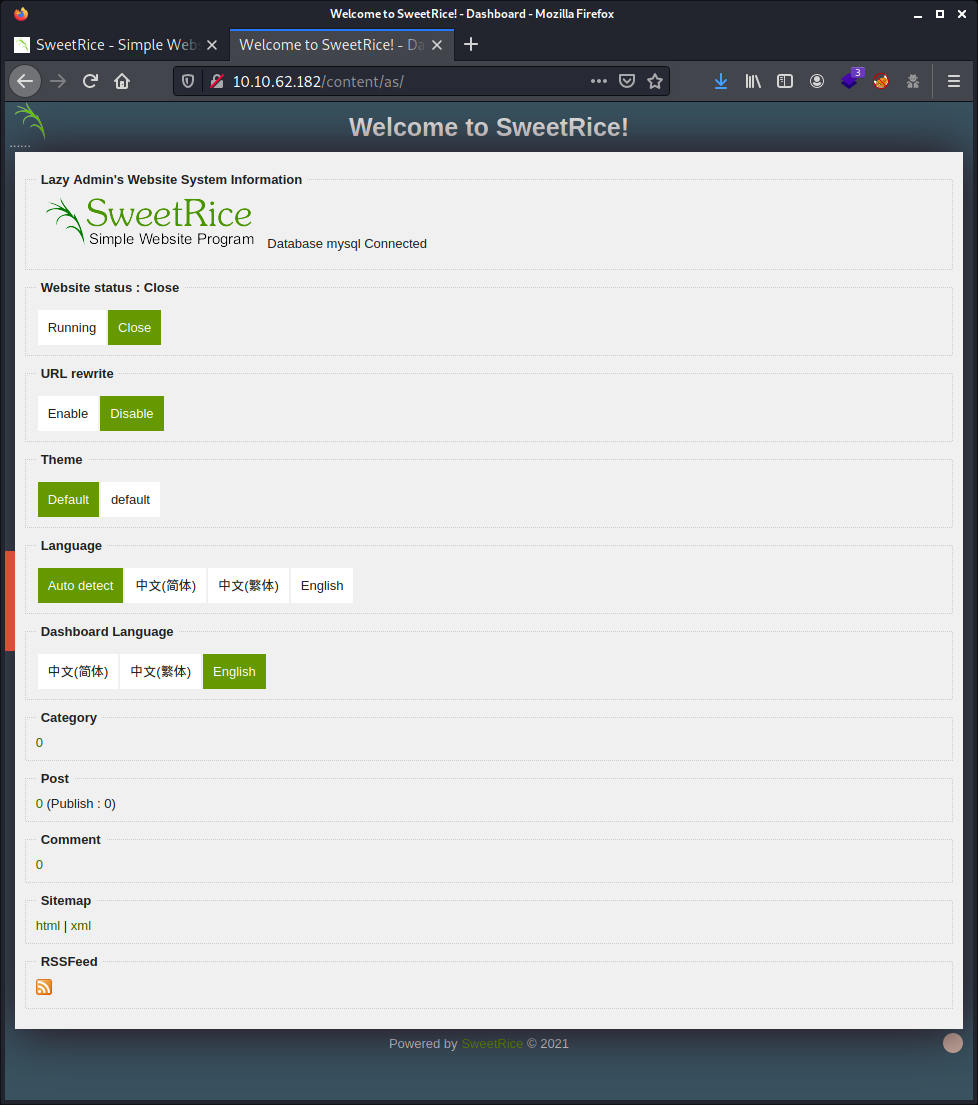 Welcome to SweetRice! - Dashboard - Mozilla Firefox
SweetRice - Simple Web
Welcome to SweetRice! - Da
10.10.62.182/content/as/
3
Welcome to SweetRice!
......
Lazy Admin's Website System Information
SweetRice
Simple Website Program
Database mysql Connected
Website status : Close
Running
Close
URL rewrite
Enable
Disable
Theme
Default
default
Language
Auto detect
中文(简体)
中文(繁体)
English
Dashboard Language
中文(简体)
中文(繁体)
English
Category
0
Post
0 (Publish : 0)
Comment
0
Sitemap
html | xml
RSSFeed
Powered by SweetRice © 2021